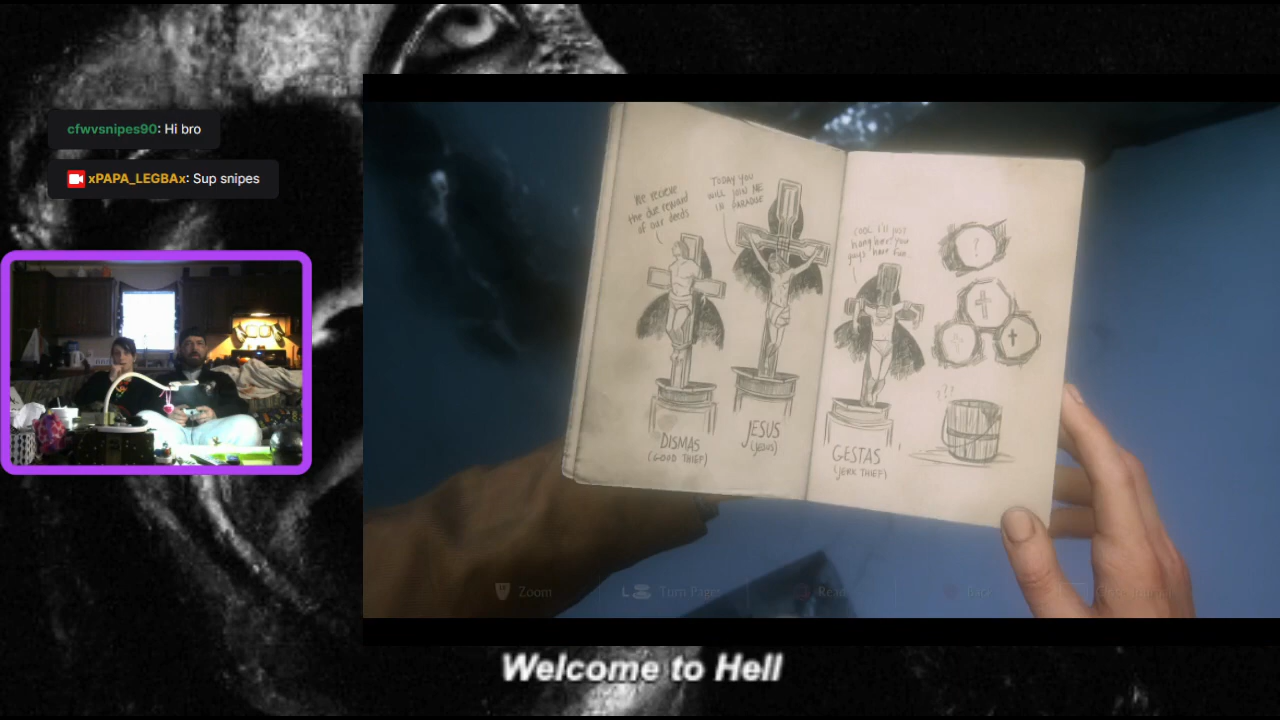 cfwvsnipes90: Hi bro
xPAPA_LEGBAx: Sup snipes
We recieve
the due reward
of our deeds
TODAY YOU
WILL JOIN ME
IN PARADISE
COOL I'll just
hang here! You
guys have fun.
?
DISMAS
(GOOD THIEF)
JESUS
(JESUS)
GESTAS
(JERK THIEF)
??!
Zoom
L
Turn Page
Read
Back
Welcome to Hell